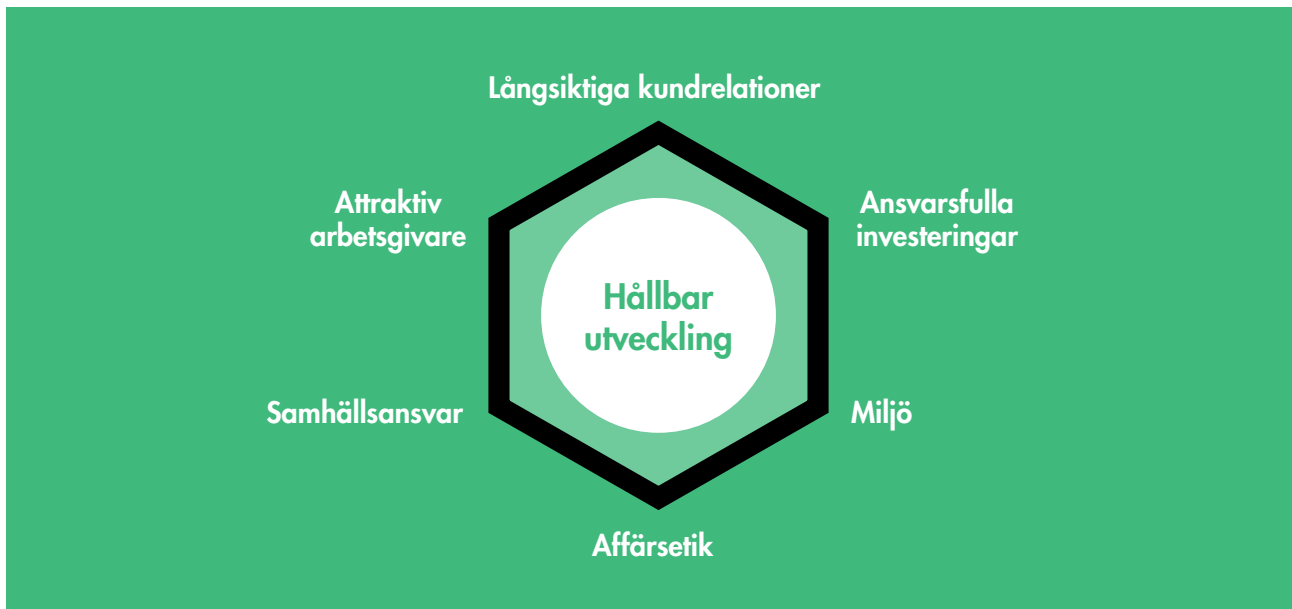 Långsiktiga kundrelationer
Attraktiv
arbetsgivare
Ansvarsfulla
investeringar
Hållbar
utveckling
Samhällsansvar
Miljö
Affärsetik